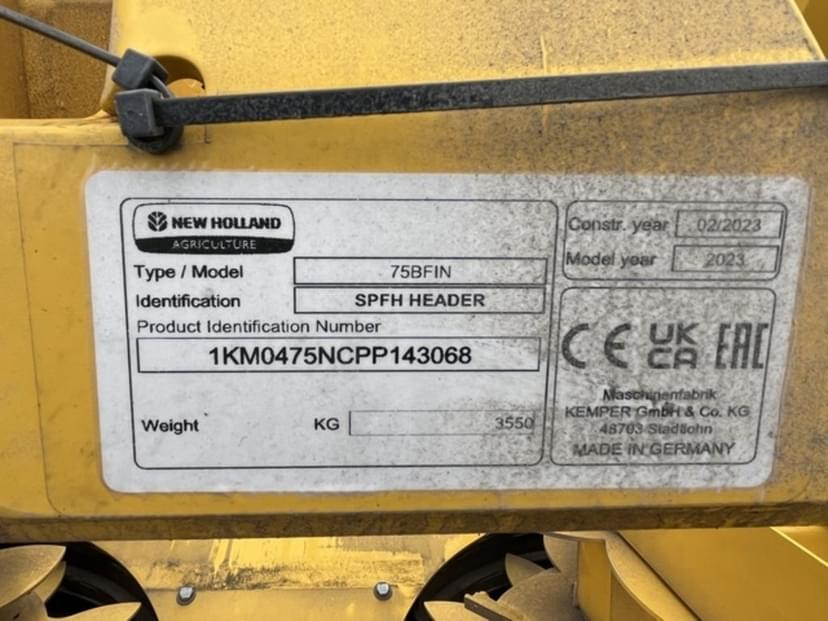 NEW HOLLAND
AGRICULTURE
Type / Model 75BFIN
Identification SPFH HEADER
Product Identification Number
1KM0475NCPP143068
Weight KG 3550
Constr. year 02/2023
Model year 2023
CE UK CA EAC
Maschinenfabrik
KEMPER GmbH & Co. KG
48703 Stadtlohn
MADE IN GERMANY